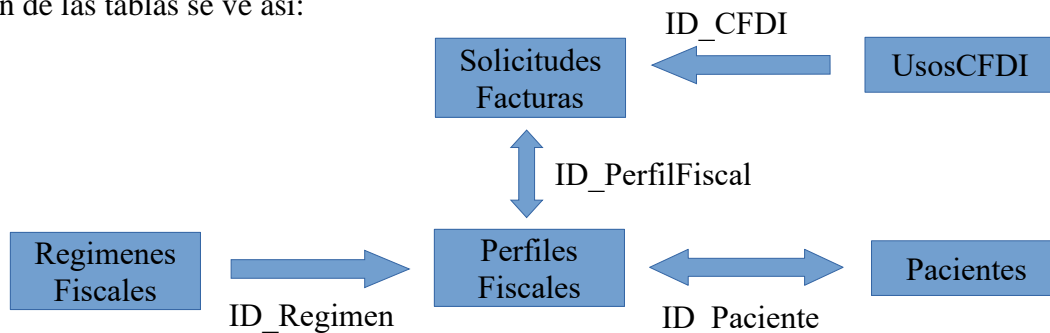 n de las tablas se ve así:
ID_CFDI
Solicitudes
Facturas
UsosCFDI
ID_PerfilFiscal
Regimenes
Fiscales
Perfiles
Fiscales
Pacientes
ID_Regimen
ID_Paciente